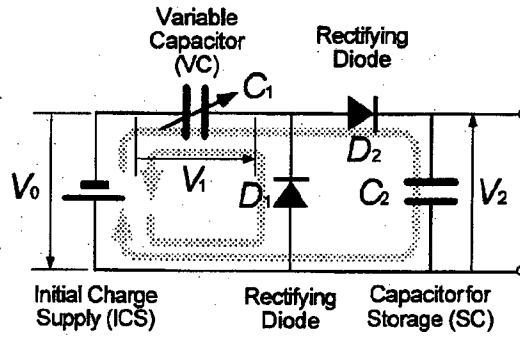 Variable
Capacitor
(VC)
Rectifying
Diode
C1
D2
V0
V1
D1
C2
V2
Initial Charge
Supply (ICS)
Rectifying
Diode
Capacitor for
Storage (SC)